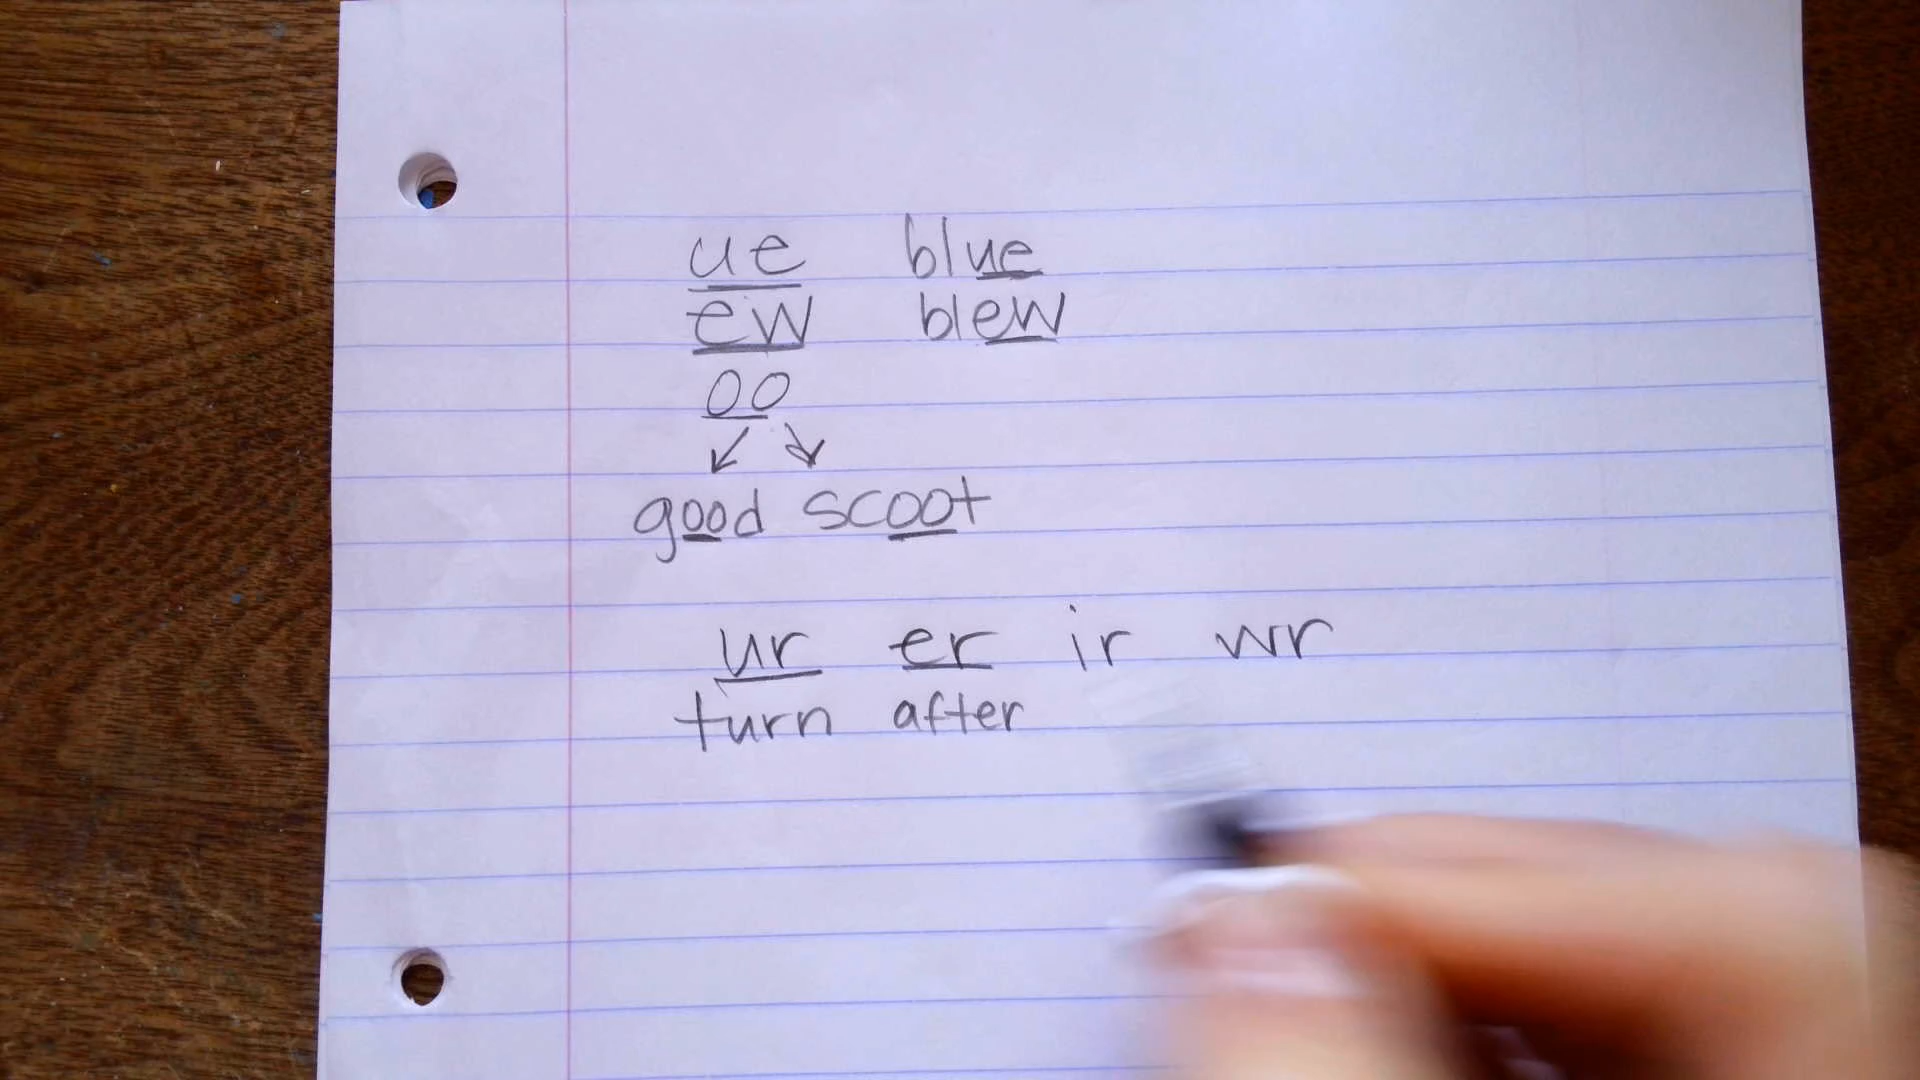 ue blue
ew blew
oo
good scoot
ur er ir wr
turn after